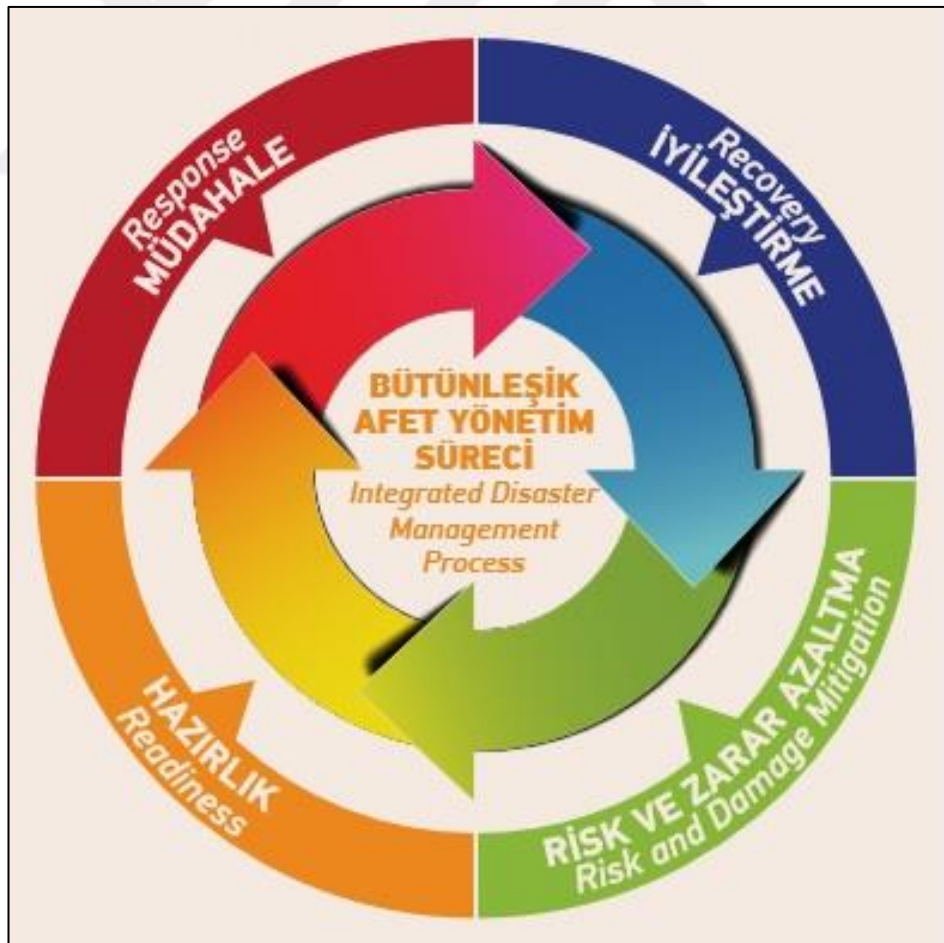 Response
MÜDAHALE
Recovery
İYİLEŞTİRME
BÜTÜNLEŞİK
AFET YÖNETİM
SÜRECİ
Integrated Disaster
Management
Process
HAZIRLIK
Readiness
RİSK VE ZARAR AZALTMA
Risk and Damage Mitigation